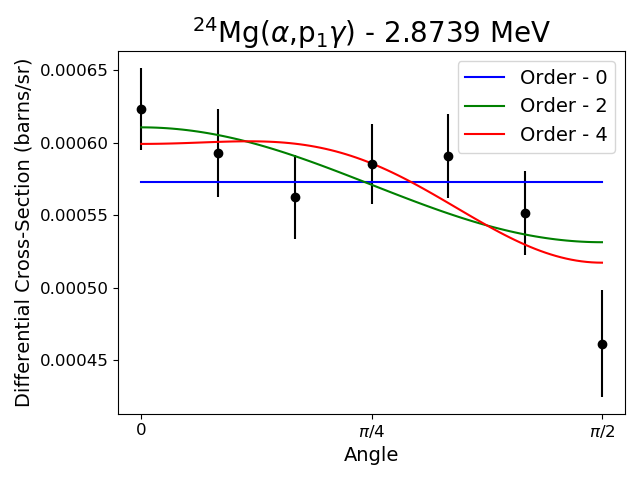 ²⁴Mg(α,p₁γ) - 2.8739 MeV
Differential Cross-Section (barns/sr)
0.00065
0.00060
0.00055
0.00050
0.00045
Order - 0
Order - 2
Order - 4
0
π/4
π/2
Angle